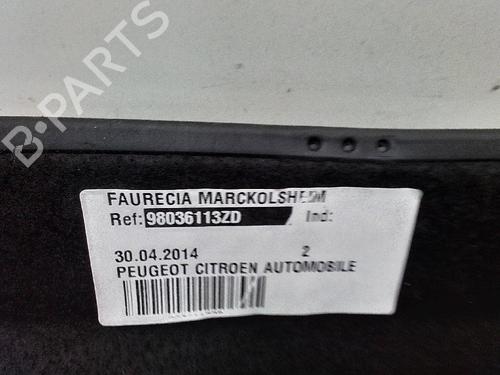 B-PARTS
FAURECIA MARCKOLSHEIM
Ref: 98036113ZD Ind:
30.04.2014 2
PEUGEOT CITROEN AUTOMOBILE